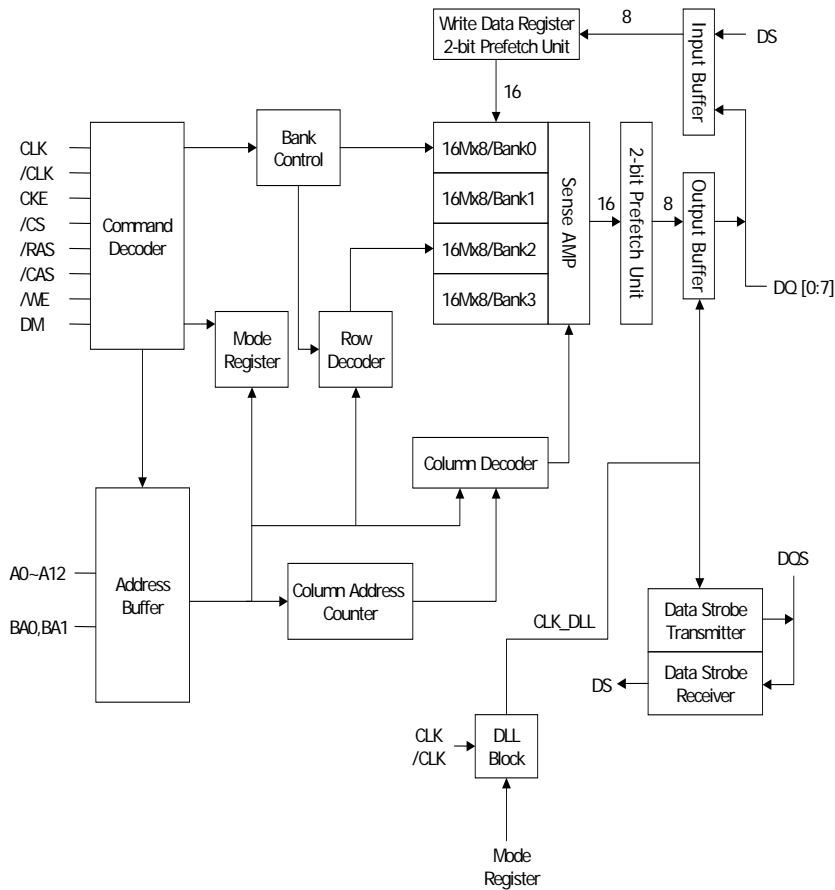 Write Data Register
2-bit Prefetch Unit
8
Input Buffer
DS
16
CLK
/CLK
CKE
/CS
/RAS
/CAS
/WE
DM
Command
Decoder
Bank
Control
16Mx8/Bank0
16Mx8/Bank1
16Mx8/Bank2
16Mx8/Bank3
Sense AMP
16
2-bit Prefetch Unit
8
Output Buffer
DQ [0:7]
Mode
Register
Row
Decoder
Column Decoder
A0~A12
BA0,BA1
Address
Buffer
Column Address
Counter
CLK_DLL
DQS
Data Strobe
Transmitter
Data Strobe
Receiver
DS
CLK
/CLK
DLL
Block
Mode
Register